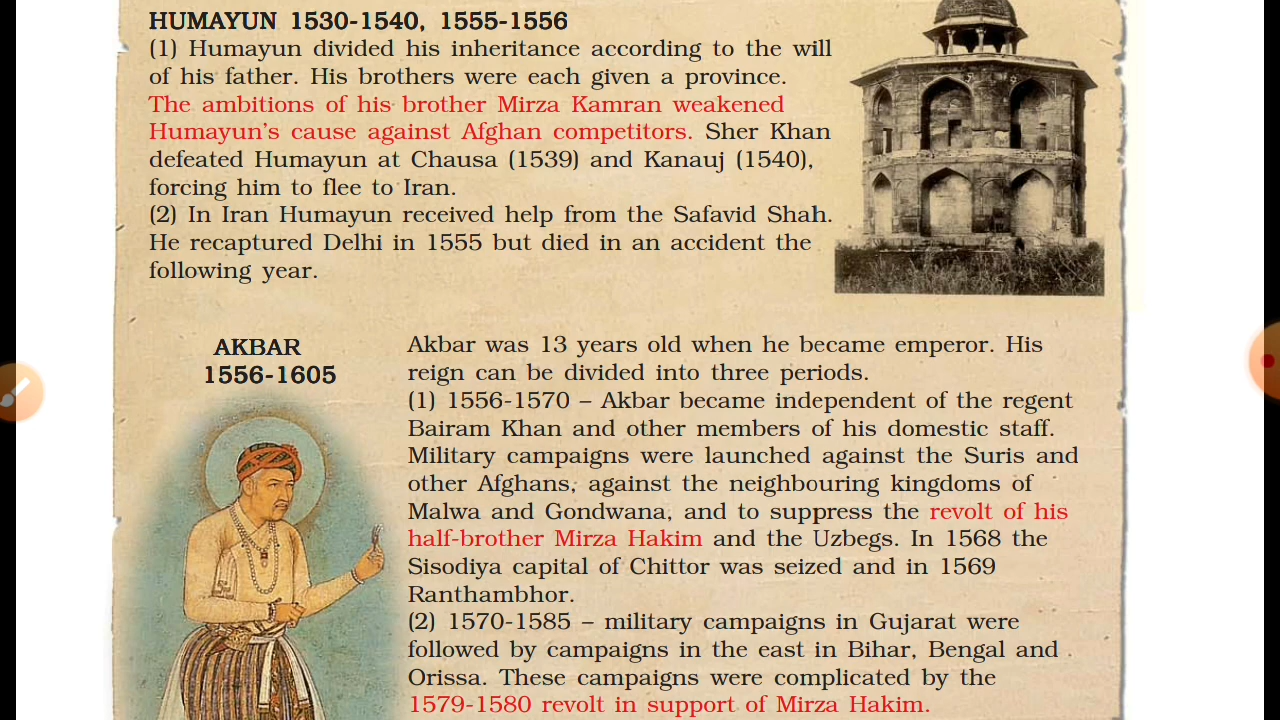 HUMAYUN 1530-1540, 1555-1556
(1) Humayun divided his inheritance according to the will
of his father. His brothers were each given a province.
The ambitions of his brother Mirza Kamran weakened
Humayun's cause against Afghan competitors. Sher Khan
defeated Humayun at Chausa (1539) and Kanauj (1540),
forcing him to flee to Iran.
(2) In Iran Humayun received help from the Safavid Shah.
He recaptured Delhi in 1555 but died in an accident the
following year.
AKBAR
1556-1605
Akbar was 13 years old when he became emperor. His
reign can be divided into three periods.
(1) 1556-1570 – Akbar became independent of the regent
Bairam Khan and other members of his domestic staff.
Military campaigns were launched against the Suris and
other Afghans, against the neighbouring kingdoms of
Malwa and Gondwana, and to suppress the revolt of his
half-brother Mirza Hakim and the Uzbegs. In 1568 the
Sisodiya capital of Chittor was seized and in 1569
Ranthambhor.
(2) 1570-1585 – military campaigns in Gujarat were
followed by campaigns in the east in Bihar, Bengal and
Orissa. These campaigns were complicated by the
1579-1580 revolt in support of Mirza Hakim.